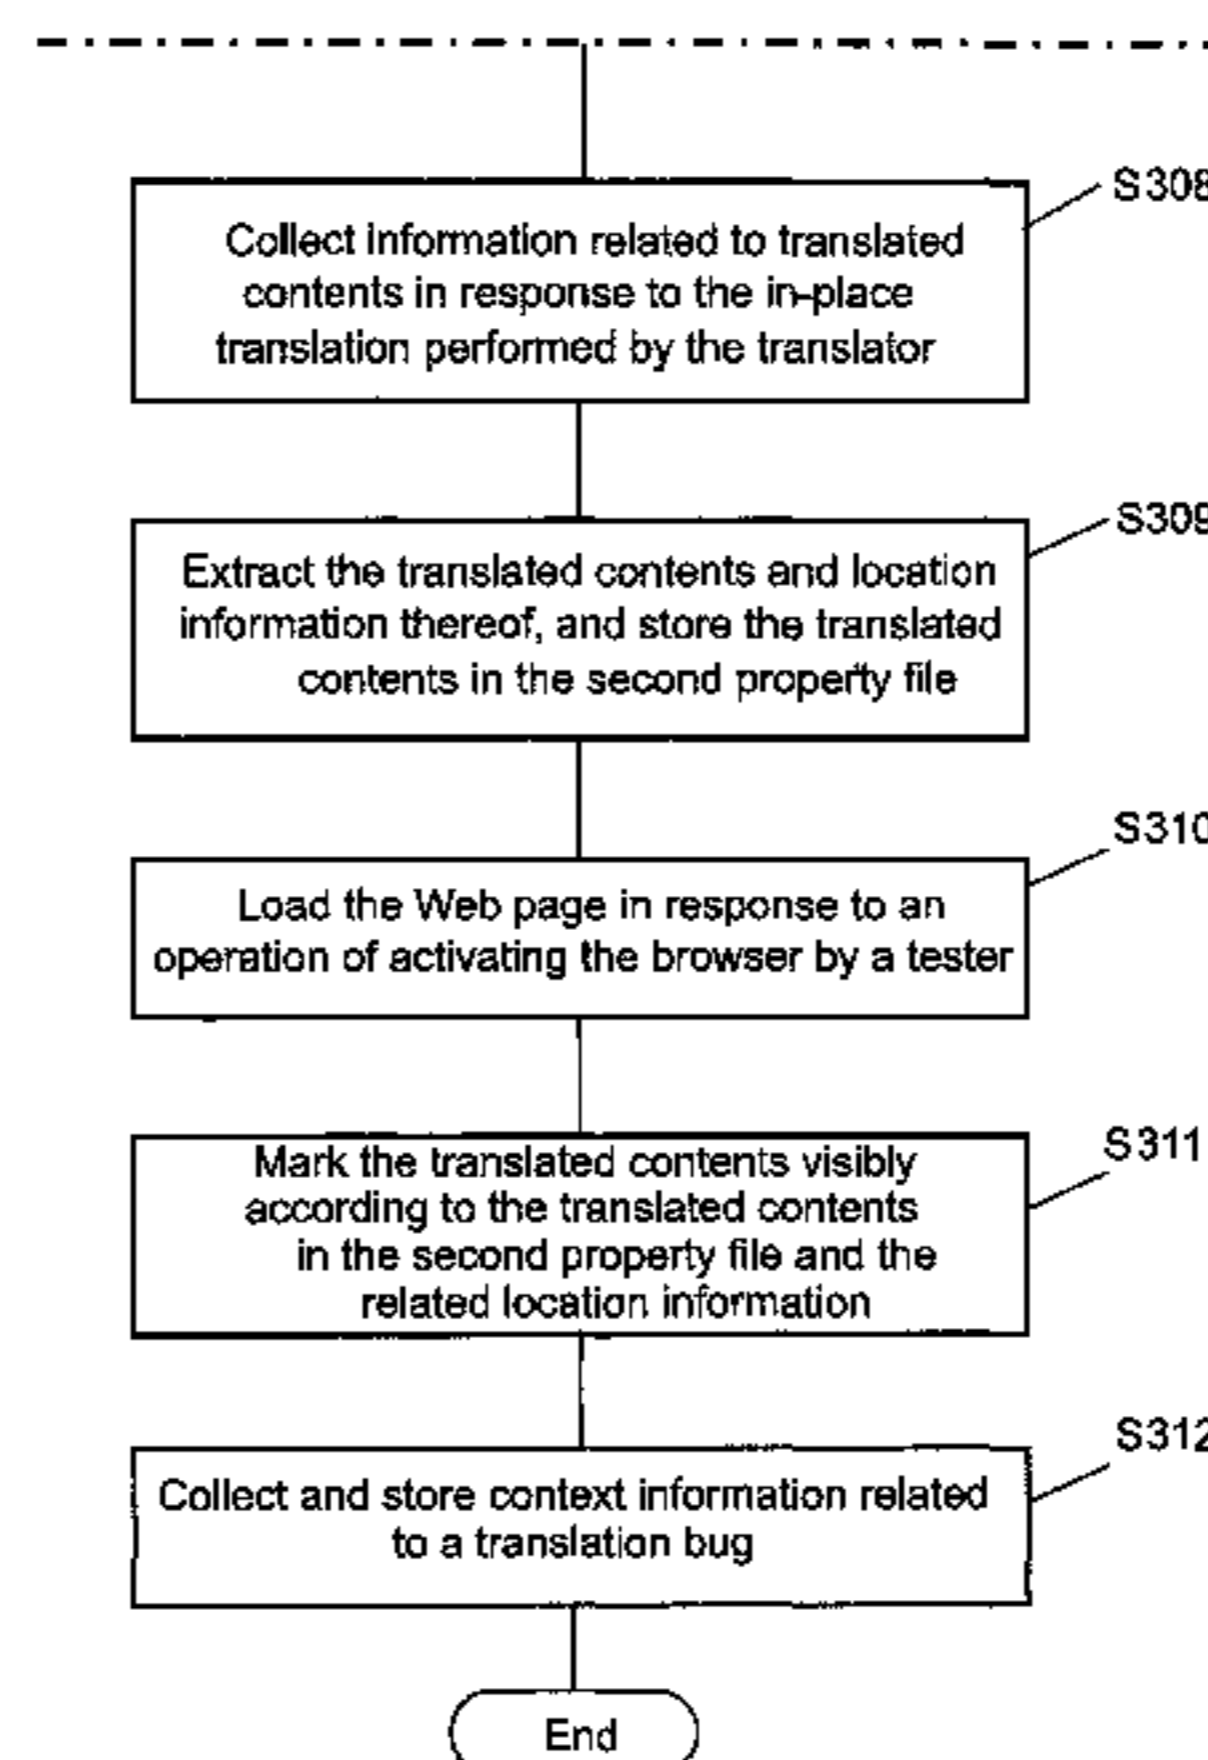 S308
Collect information related to translated
contents in response to the in-place
translation performed by the translator
S309
Extract the translated contents and location
information thereof, and store the translated
contents in the second property file
S310
Load the Web page in response to an
operation of activating the browser by a tester
S311
Mark the translated contents visibly
according to the translated contents
in the second property file and the
related location information
S312
Collect and store context information related
to a translation bug
End